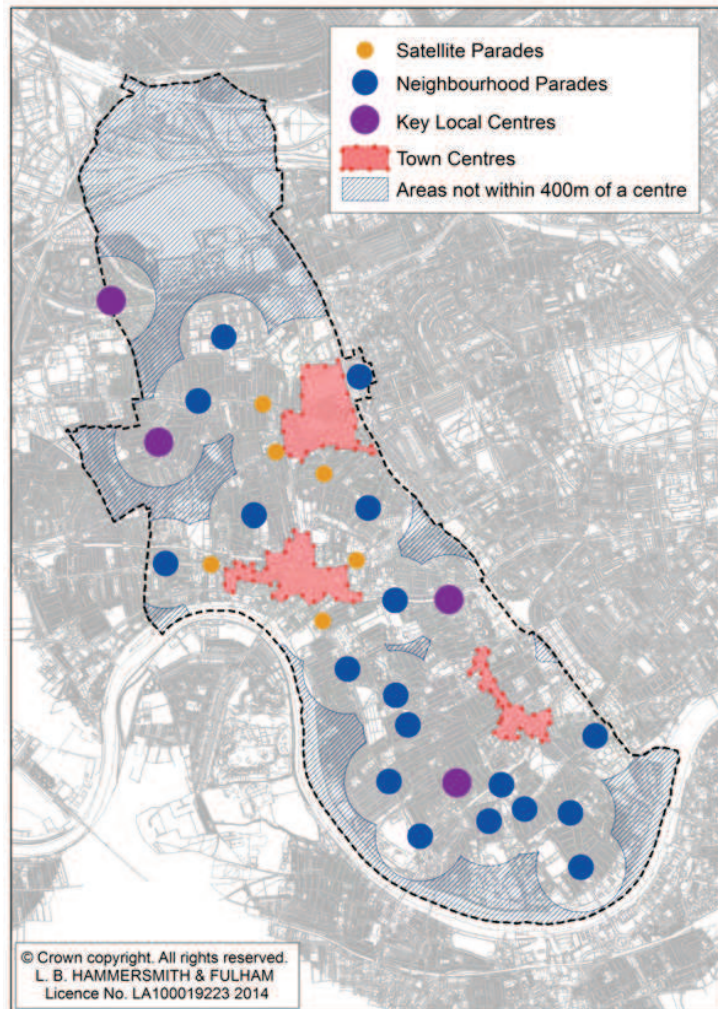 Satellite Parades
Neighbourhood Parades
Key Local Centres
Town Centres
Areas not within 400m of a centre
© Crown copyright. All rights reserved.
L. B. HAMMERSMITH & FULHAM
Licence No. LA100019223 2014